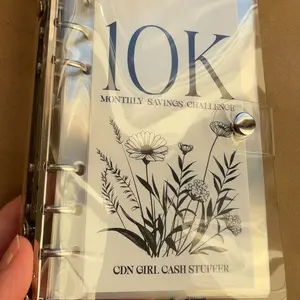 10K
MONTHLY SAVINGS CHALLENGE
CDN GIRL CASH STUFFER